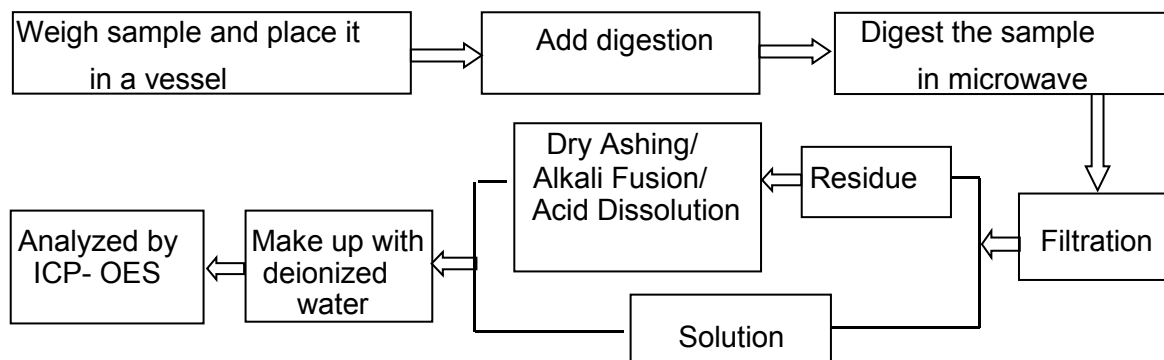 Weigh sample and place it
in a vessel
Add digestion
Digest the sample
in microwave
Dry Ashing/
Alkali Fusion/
Acid Dissolution
Residue
Filtration
Analyzed by
ICP- OES
Make up with
deionized
water
Solution